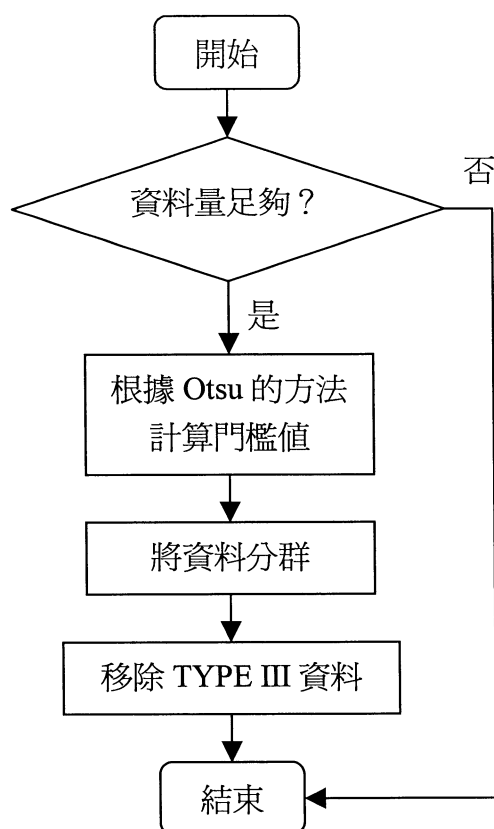 開始
資料量足夠？
否
是
根據 Otsu 的方法
計算門檻值
將資料分群
移除 TYPE III 資料
結束